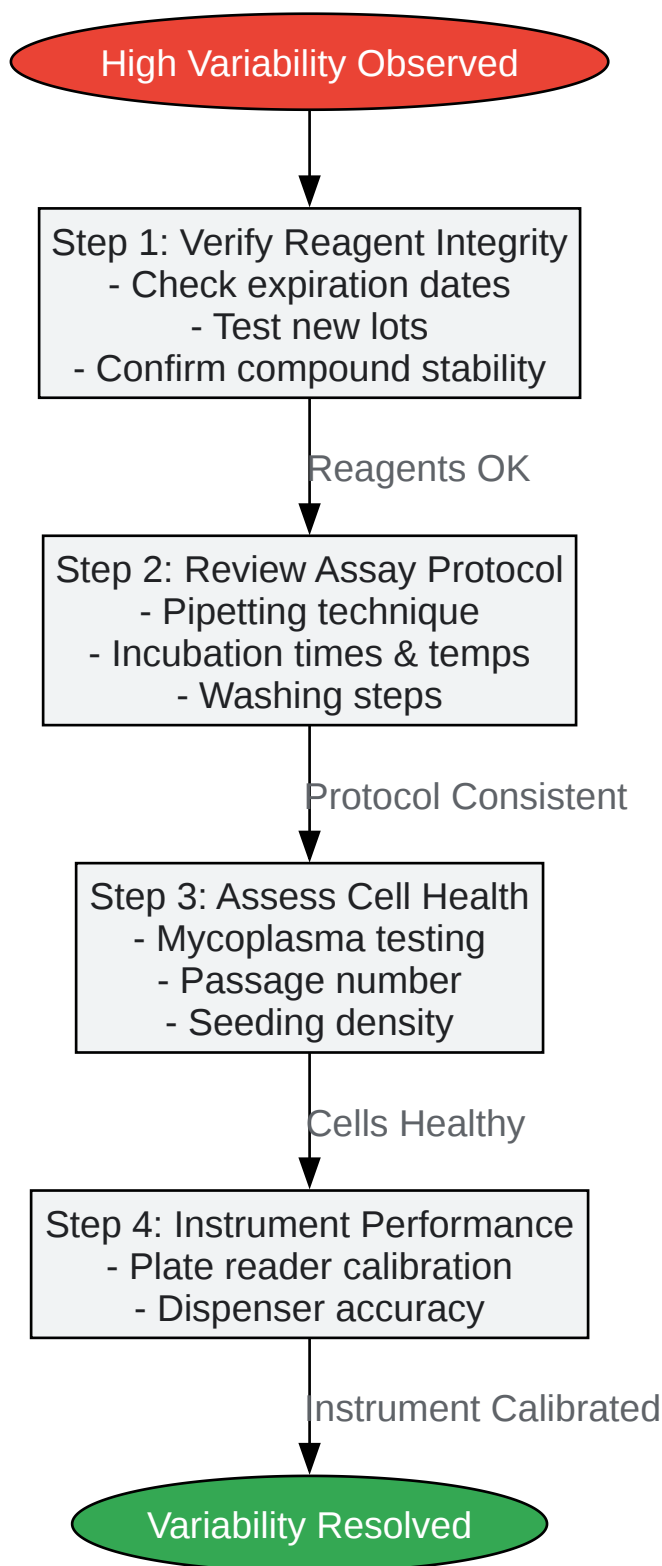 High Variability Observed
Step 1: Verify Reagent Integrity
- Check expiration dates
- Test new lots
- Confirm compound stability
Reagents OK
Step 2: Review Assay Protocol
- Pipetting technique
- Incubation times & temps
- Washing steps
Protocol Consistent
Step 3: Assess Cell Health
- Mycoplasma testing
- Passage number
- Seeding density
Cells Healthy
Step 4: Instrument Performance
- Plate reader calibration
- Dispenser accuracy
Instrument Calibrated
Variability Resolved